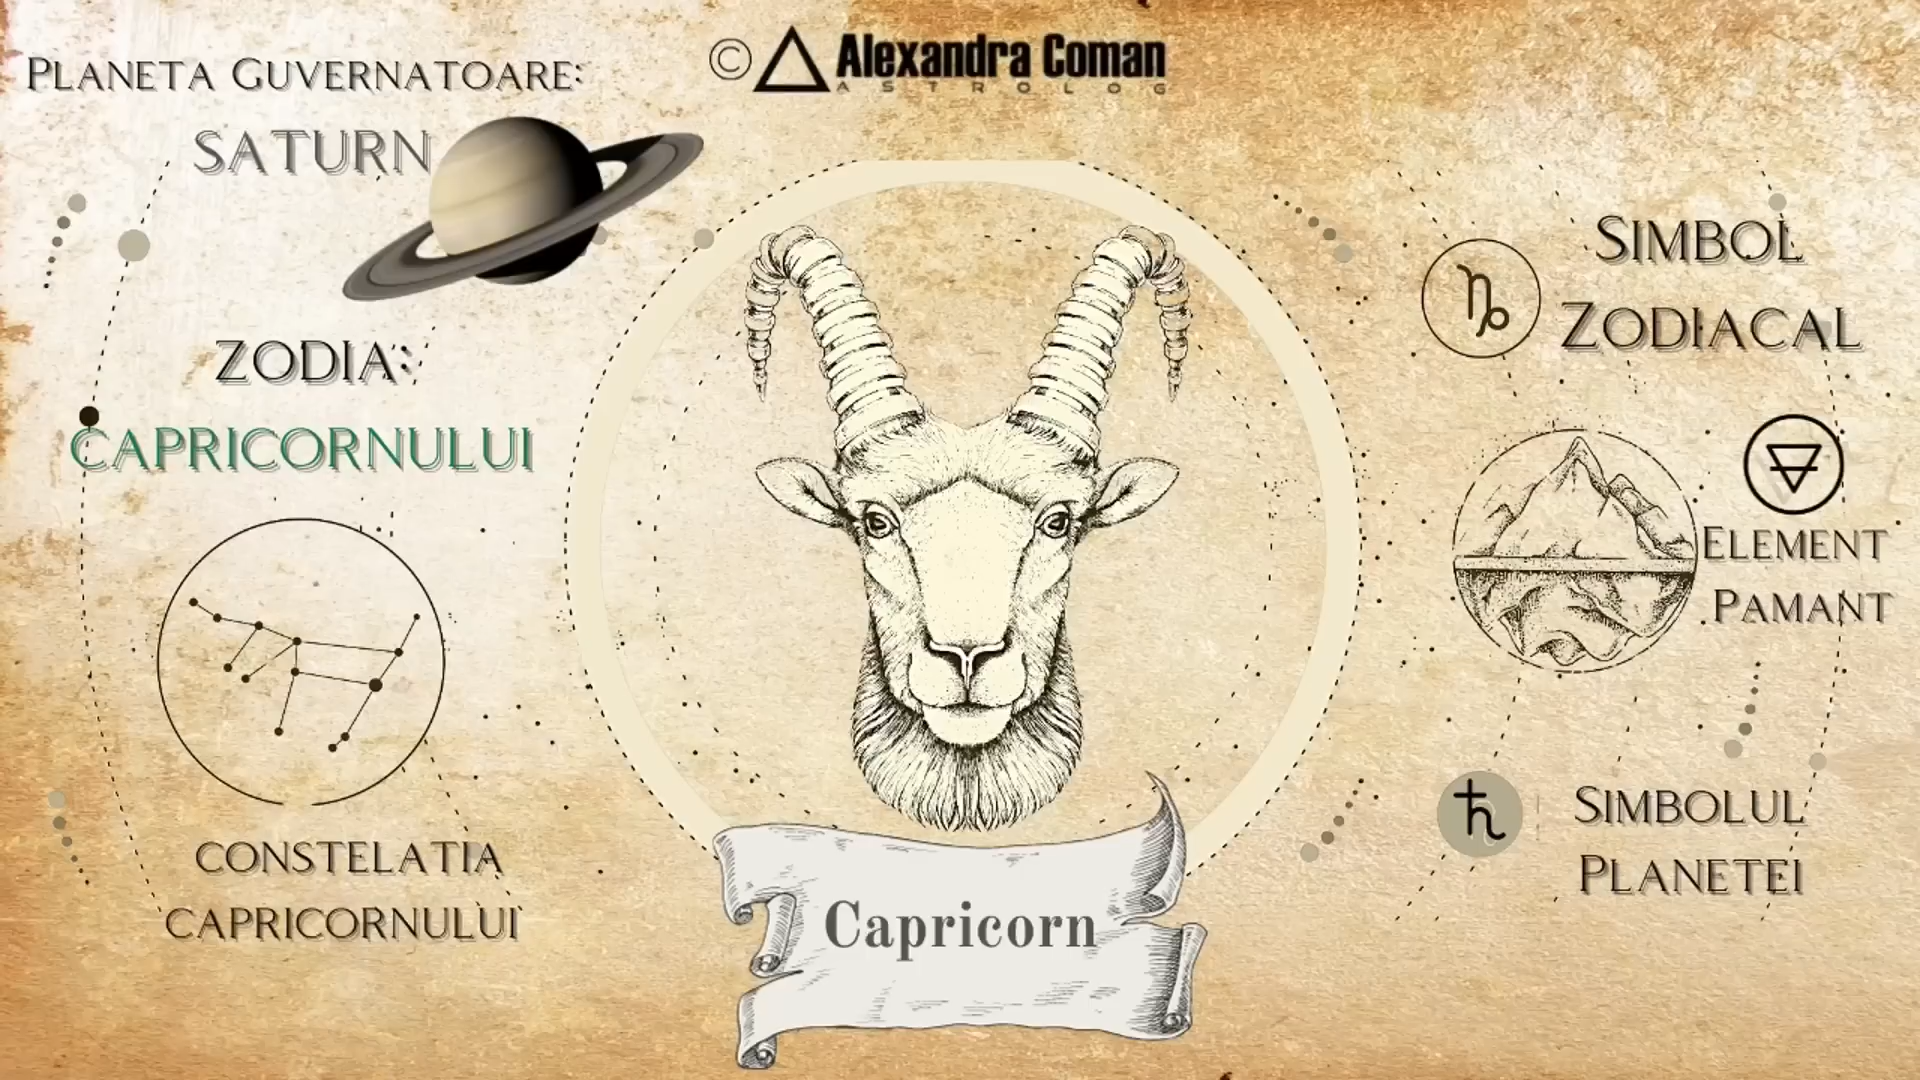 © Alexandra Coman
ASTROLOG
PLANETA GUVERNATOARE:
SATURN
ZODIA:
CAPRICORNULUI
CONSTELATIA
CAPRICORNULUI
Capricorn
SIMBOL
ZODIACAL
ELEMENT
PAMANT
SIMBOLUL
PLANETEI